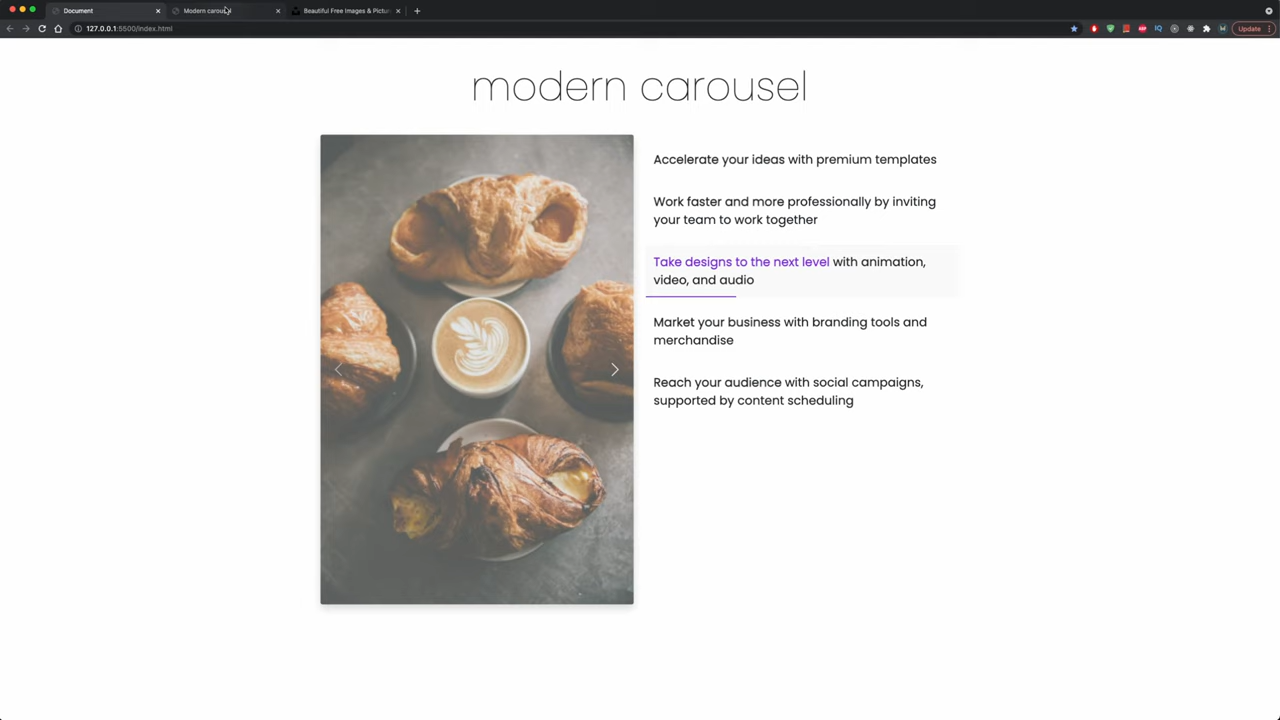 Document
Modern carousel
Beautiful Free Images & Pictur
127.0.0.1:5500/index.html
Update
modern carousel
Accelerate your ideas with premium templates
Work faster and more professionally by inviting
your team to work together
Take designs to the next level with animation,
video, and audio
Market your business with branding tools and
merchandise
Reach your audience with social campaigns,
supported by content scheduling